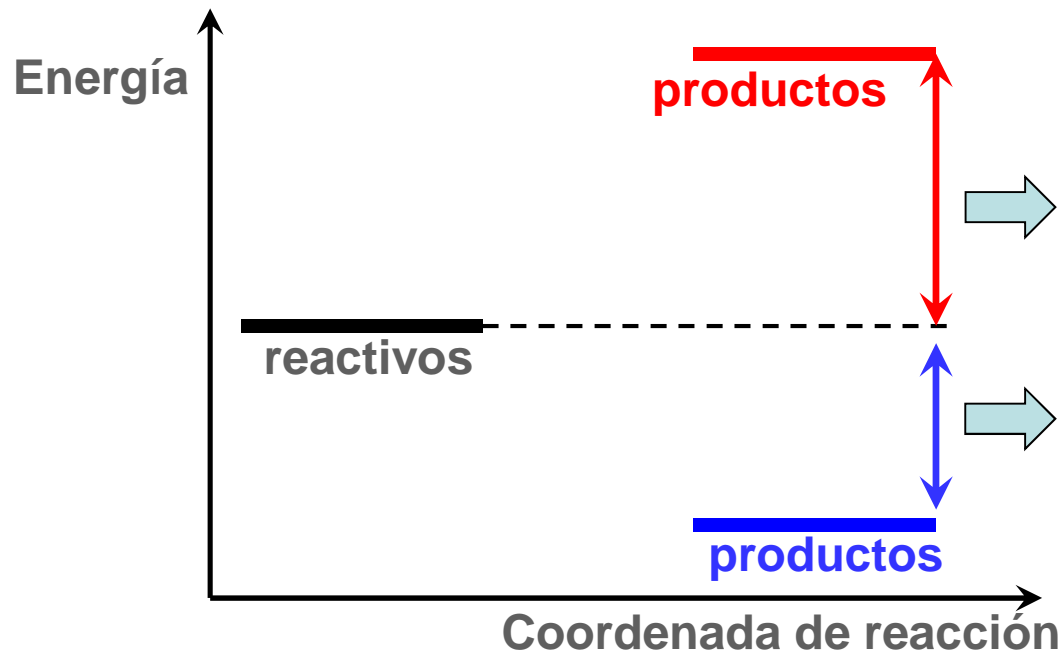 Energía
productos
reactivos
productos
Coordenada de reacción